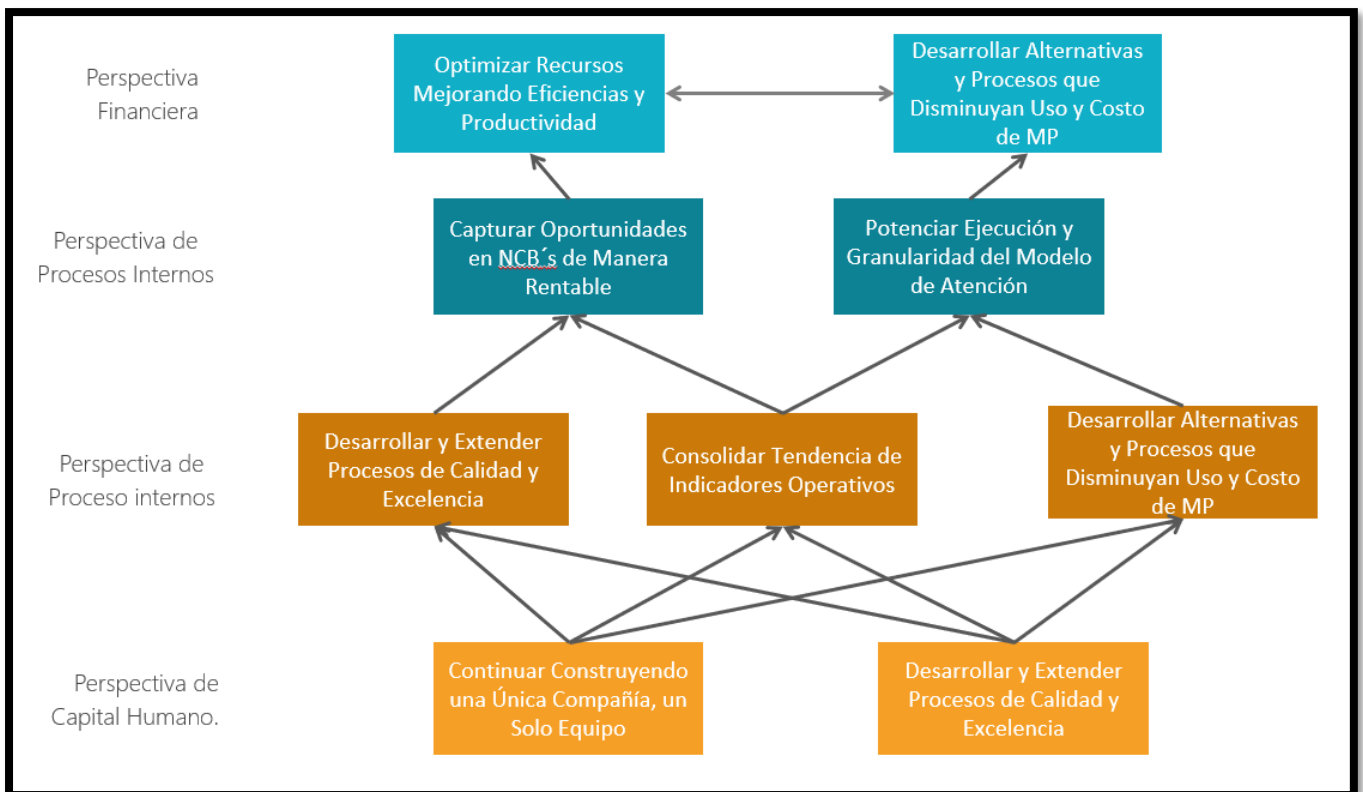 Perspectiva
Financiera
Optimizar Recursos
Mejorando Eficiencias y
Productividad
Desarrollar Alternativas
y Procesos que
Disminuyan Uso y Costo
de MP
Perspectiva de
Procesos Internos
Capturar Oportunidades
en NCB´s de Manera
Rentable
Potenciar Ejecución y
Granularidad del Modelo
de Atención
Perspectiva de
Proceso internos
Desarrollar y Extender
Procesos de Calidad y
Excelencia
Consolidar Tendencia de
Indicadores Operativos
Desarrollar Alternativas
y Procesos que
Disminuyan Uso y Costo
de MP
Perspectiva de
Capital Humano.
Continuar Construyendo
una Única Compañía, un
Solo Equipo
Desarrollar y Extender
Procesos de Calidad y
Excelencia